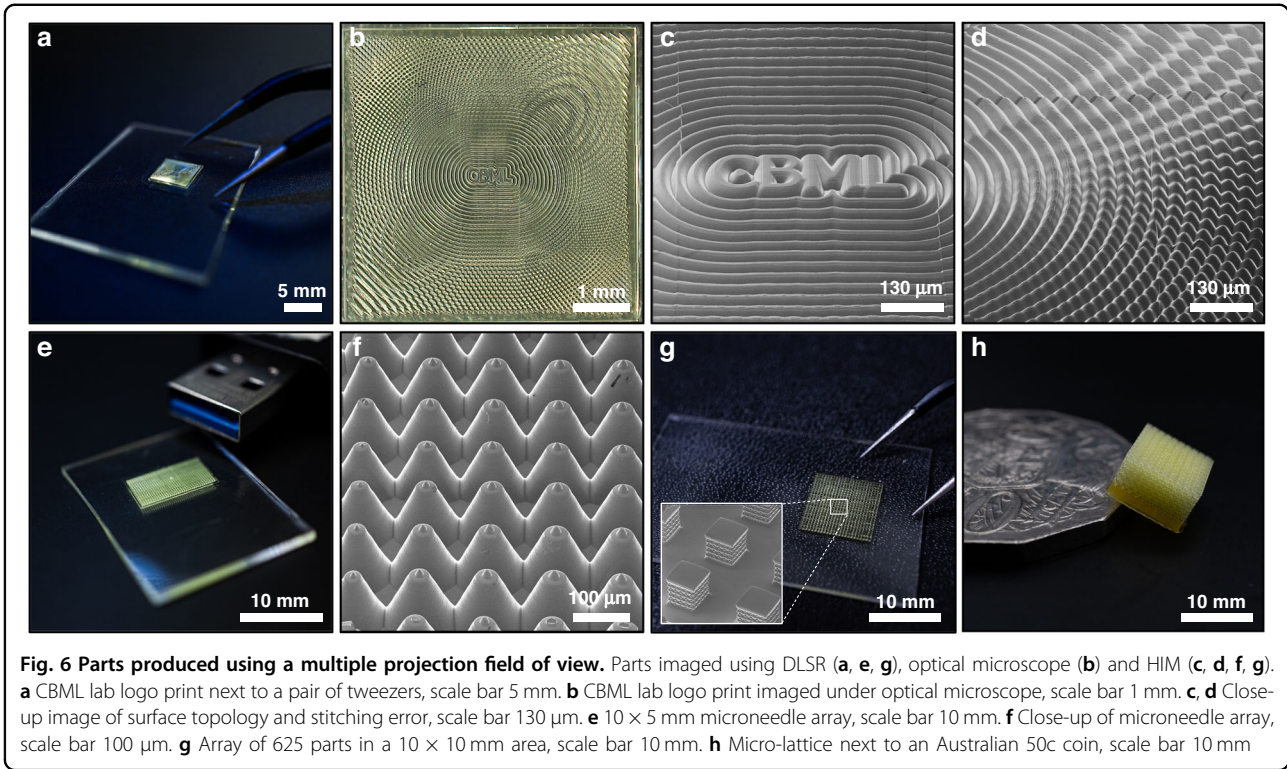 a
b
c
d
CBML
CBML
5 mm
1 mm
130 µm
130 µm
e
f
g
h
10 mm
100 µm
10 mm
10 mm
Fig. 6 Parts produced using a multiple projection field of view. Parts imaged using DLSR (a, e, g), optical microscope (b) and HIM (c, d, f, g).
a CBML lab logo print next to a pair of tweezers, scale bar 5 mm. b CBML lab logo print imaged under optical microscope, scale bar 1 mm. c, d Close-
up image of surface topology and stitching error, scale bar 130 µm. e 10 × 5 mm microneedle array, scale bar 10 mm. f Close-up of microneedle array,
scale bar 100 µm. g Array of 625 parts in a 10 × 10 mm area, scale bar 10 mm. h Micro-lattice next to an Australian 50c coin, scale bar 10 mm